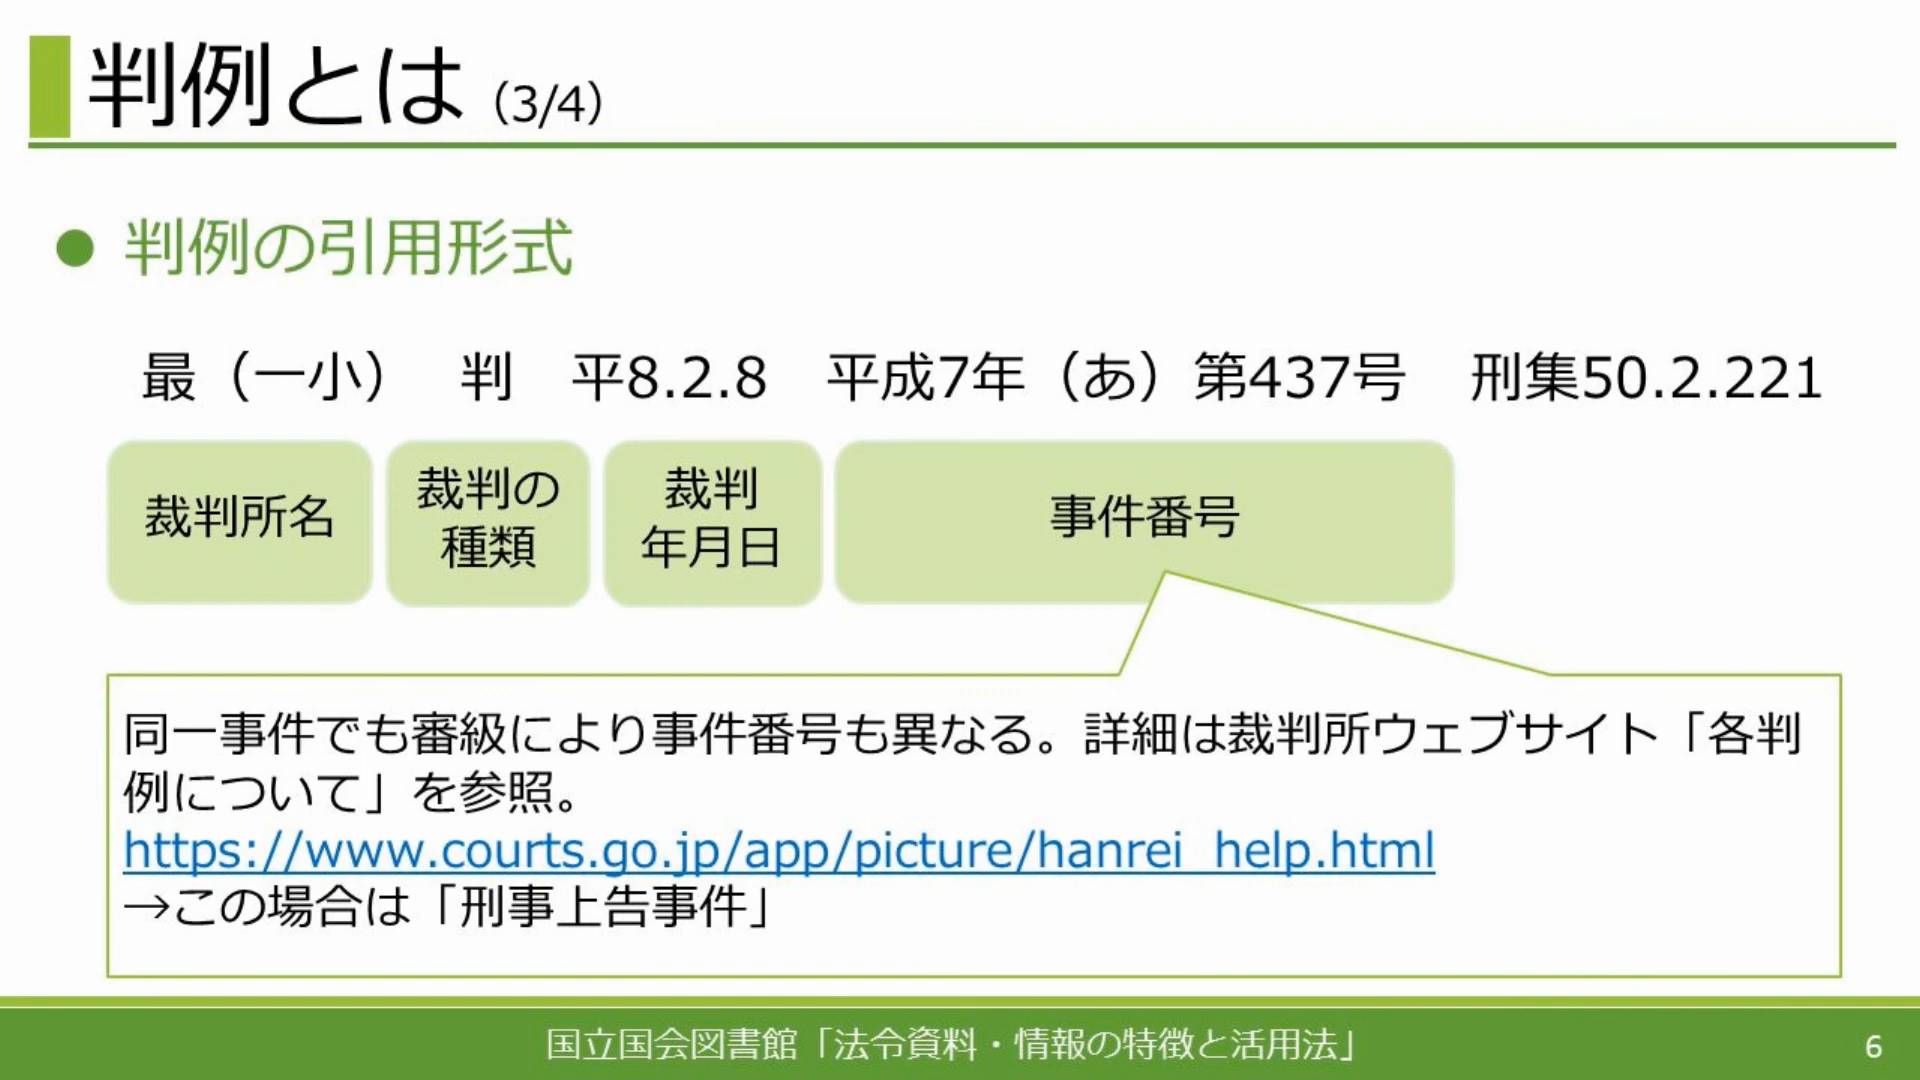 判例とは（3/4）
● 判例の引用形式
最（一小）　判　平8.2.8　平成7年（あ）第437号　刑集50.2.221
裁判所名
裁判の
種類
裁判
年月日
事件番号
同一事件でも審級により事件番号も異なる。詳細は裁判所ウェブサイト「各判
例について」を参照。
https://www.courts.go.jp/app/picture/hanrei_help.html
→この場合は「刑事上告事件」
国立国会図書館「法令資料・情報の特徴と活用法」
6